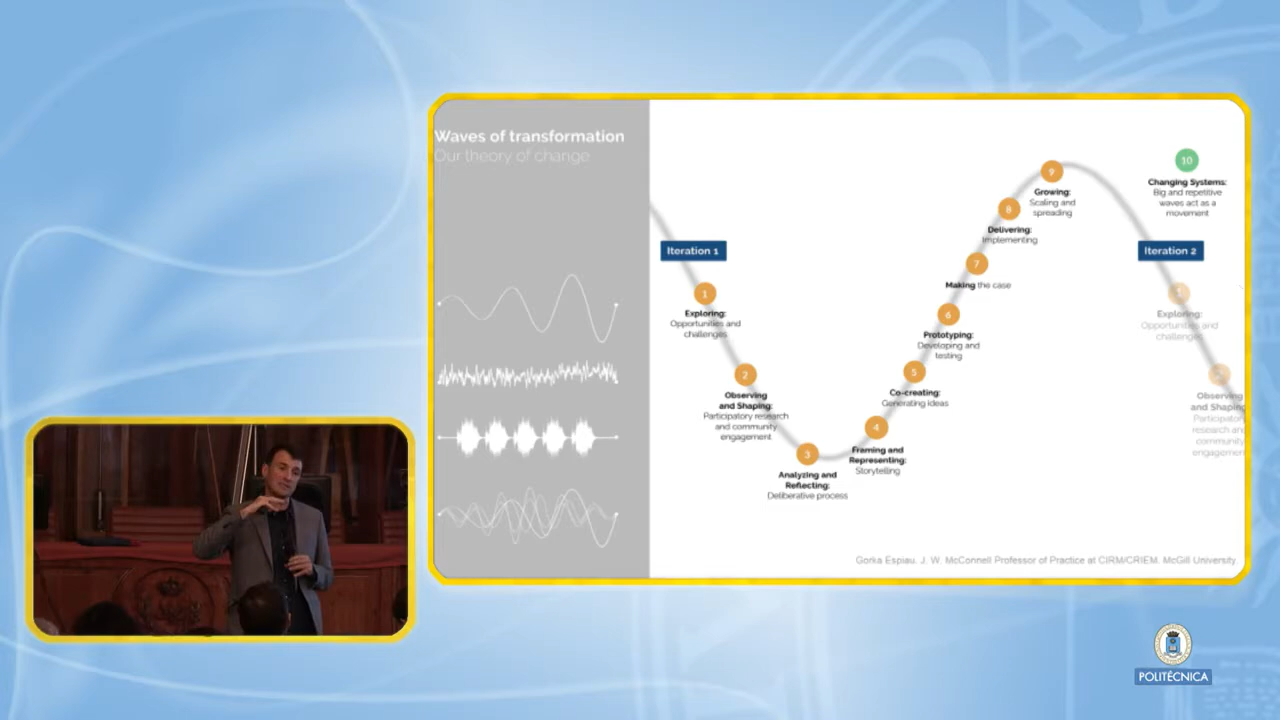 Waves of transformation
Our theory of change
Iteration 1
1
Exploring:
Opportunities and
challenges
2
Observing
and Shaping:
Participatory research
and community
engagement
3
Analyzing and
Reflecting:
Deliberative process
4
Framing and
Representing:
Storytelling
5
Co-creating:
Generating ideas
6
Prototyping:
Developing and
testing
7
Making the case
8
Delivering:
Implementing
9
Growing:
Scaling and
spreading
10
Changing Systems:
Big and repetitive
waves act as a
movement
Iteration 2
Exploring:
Opportunities and
challenges
Observing
and Shaping
Participatory
research and
community
engagemen
Gorka Espiau. J. W. McConnell Professor of Practice at CIRM/CRIEM. McGill University
POLITÉCNICA